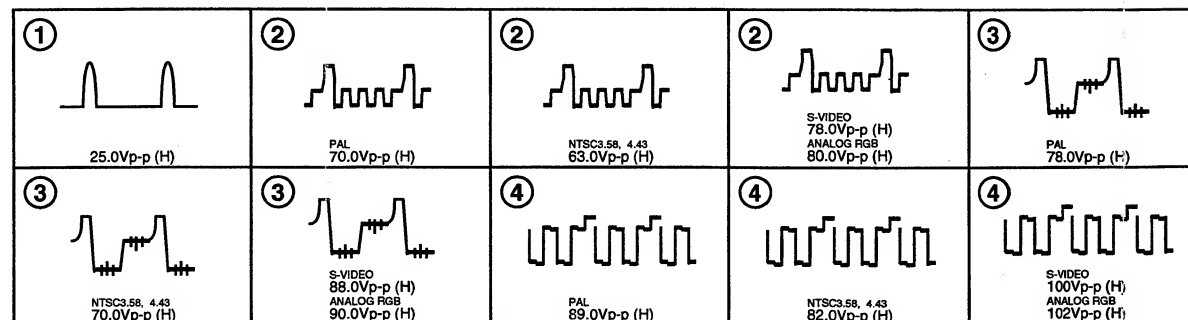 ①
25.0Vp-p (H)
②
PAL
70.0Vp-p (H)
②
NTSC3.58, 4.43
63.0Vp-p (H)
②
S-VIDEO
78.0Vp-p (H)
ANALOG RGB
80.0Vp-p (H)
③
PAL
78.0Vp-p (H)
③
NTSC3.58, 4.43
70.0Vp-p (H)
③
S-VIDEO
88.0Vp-p (H)
ANALOG RGB
90.0Vp-p (H)
④
PAL
89.0Vp-p (H)
④
NTSC3.58, 4.43
82.0Vp-p (H)
④
S-VIDEO
100Vp-p (H)
ANALOG RGB
102Vp-p (H)